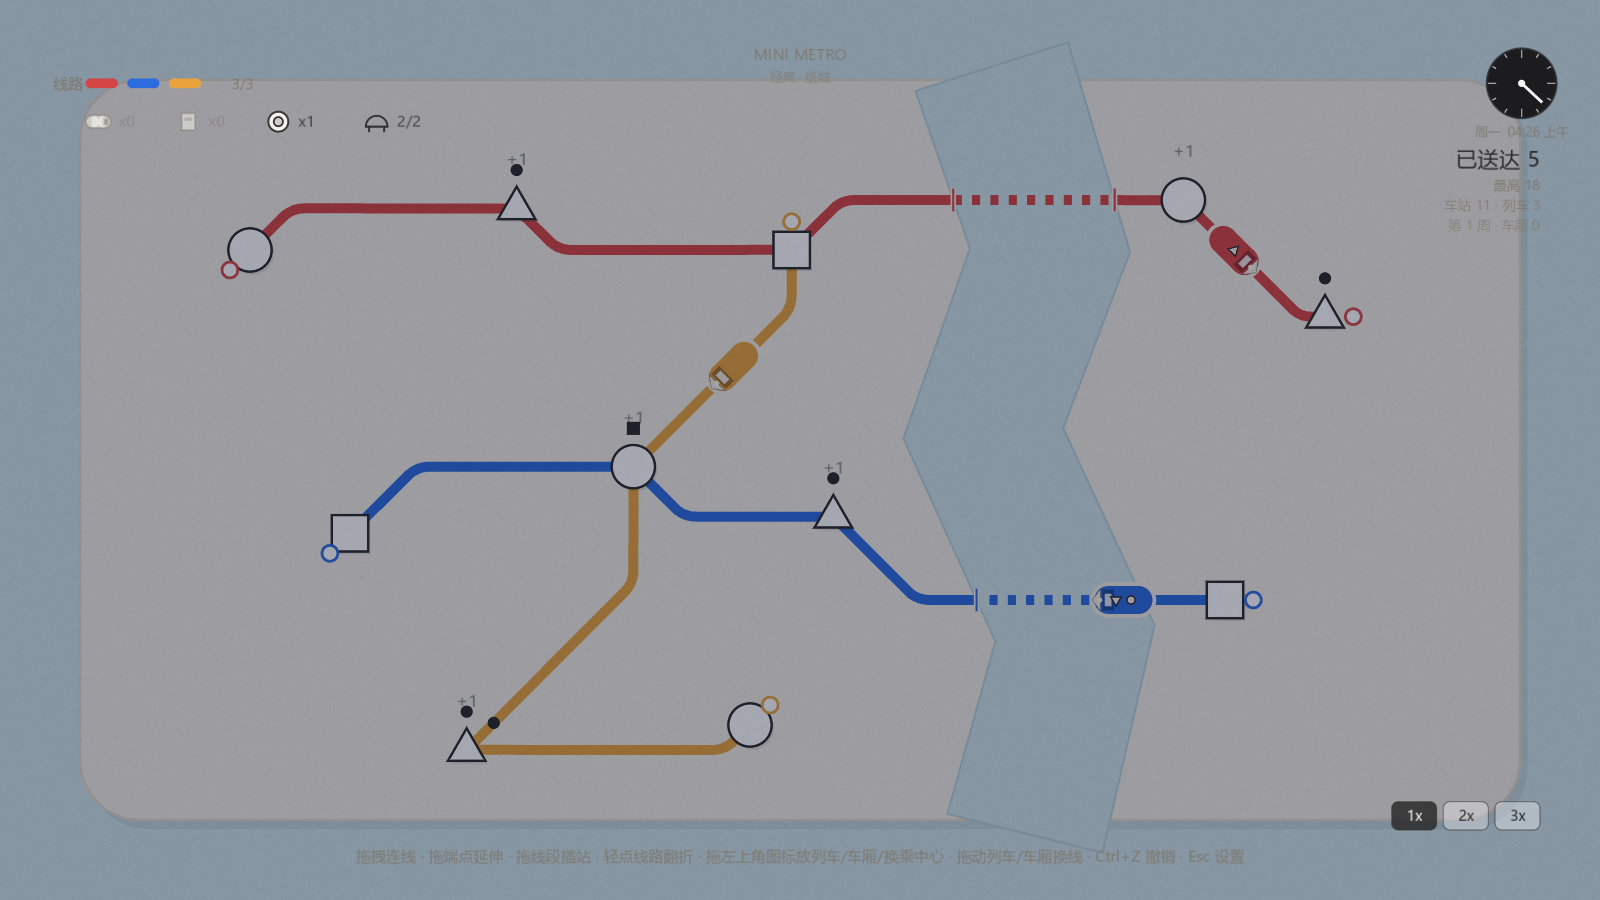 MINI METRO
经典 · 纸城
线路 3/3
x0 x0 x1 2/2
周一 04:26 上午
已送达 5
最高 18
车站 11 · 列车 3
第 1 周 · 车厢 0
+1
+1
+1
+1
+1
1x 2x 3x
拖拽连线 · 拖端点延伸 · 拖线段插站 · 轻点线路翻折 · 拖左上角图标放列车/车厢/换乘中心 · 拖动列车/车厢换线 · Ctrl+Z 撤销 · Esc 设置